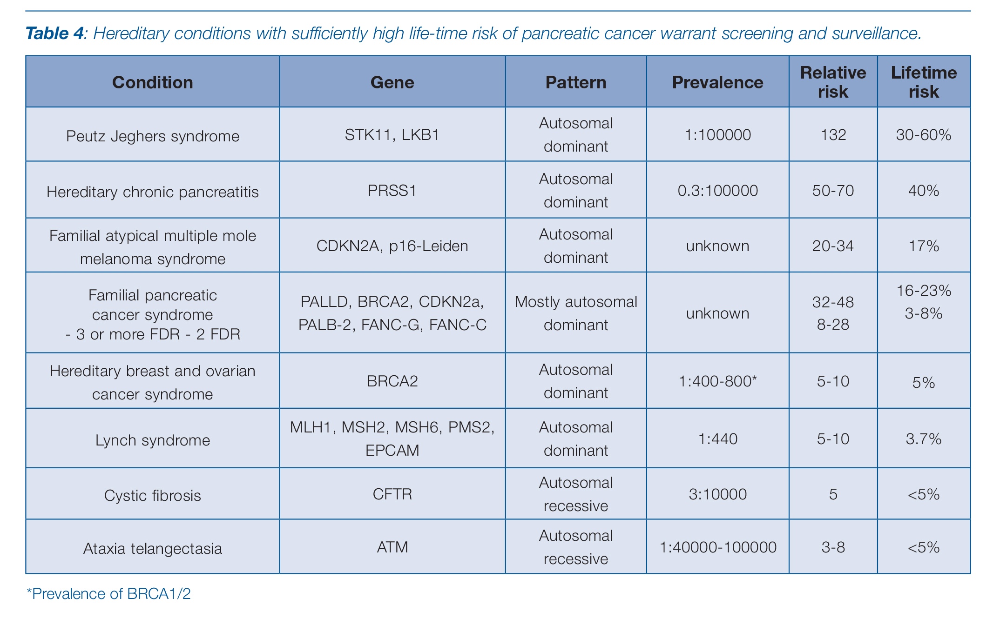 Table 4: Hereditary conditions with sufficiently high life-time risk of pancreatic cancer warrant screening and surveillance.
Condition
Gene
Pattern
Prevalence
Relative
risk
Lifetime
risk
Peutz Jeghers syndrome
STK11, LKB1
Autosomal
dominant
1:100000
132
30-60%
Hereditary chronic pancreatitis
PRSS1
Autosomal
dominant
0.3:100000
50-70
40%
Familial atypical multiple mole
melanoma syndrome
CDKN2A, p16-Leiden
Autosomal
dominant
unknown
20-34
17%
Familial pancreatic
cancer syndrome
- 3 or more FDR - 2 FDR
PALLD, BRCA2, CDKN2a,
PALB-2, FANC-G, FANC-C
Mostly autosomal
dominant
unknown
32-48
8-28
16-23%
3-8%
Hereditary breast and ovarian
cancer syndrome
BRCA2
Autosomal
dominant
1:400-800*
5-10
5%
Lynch syndrome
MLH1, MSH2, MSH6, PMS2,
EPCAM
Autosomal
dominant
1:440
5-10
3.7%
Cystic fibrosis
CFTR
Autosomal
recessive
3:10000
5
<5%
Ataxia telangectasia
ATM
Autosomal
recessive
1:40000-100000
3-8
<5%
*Prevalence of BRCA1/2